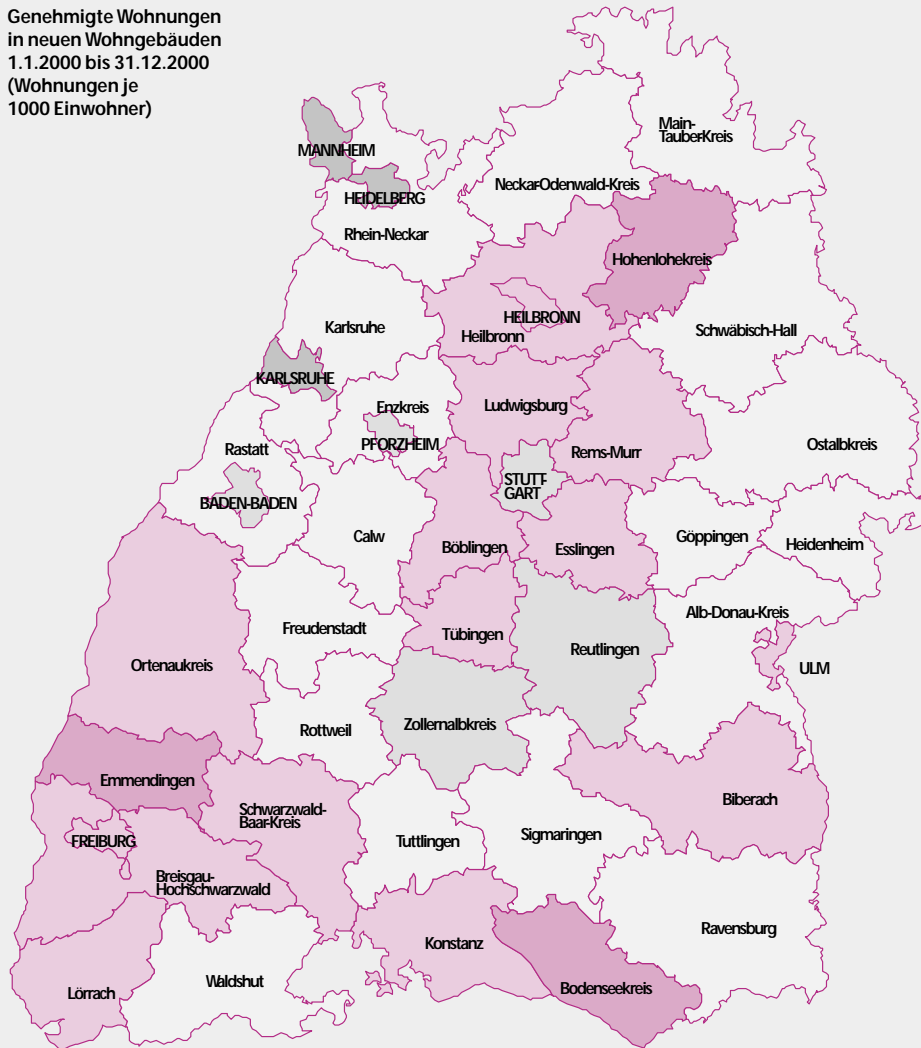 Genehmigte Wohnungen
in neuen Wohngebäuden
1.1.2000 bis 31.12.2000
(Wohnungen je
1000 Einwohner)
Main-
TauberKreis
MANNHEIM
Neckar-Odenwald-Kreis
HEIDELBERG
Rhein-Neckar
Hohenlohekreis
HEILBRONN
Karlsruhe
Heilbronn
Schwäbisch-Hall
KARLSRUHE
Enzkreis
Ludwigsburg
PFORZHEIM
Ostalbkreis
Rastatt
Rems-Murr
STUTT-
GART
BADEN-BADEN
Calw
Böblingen
Esslingen
Göppingen
Heidenheim
Alb-Donau-Kreis
Freudenstadt
Tübingen
Reutlingen
Ortenaukreis
ULM
Rottweil
Zollernalbkreis
Emmendingen
Schwarzwald-
Baar-Kreis
Biberach
FREIBURG
Tuttlingen
Sigmaringen
Breisgau-
Hochschwarzwald
Ravensburg
Konstanz
Waldshut
Bodenseekreis
Lörrach